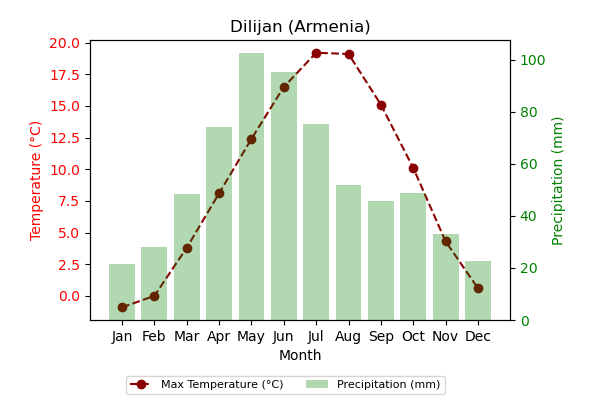 Dilijan (Armenia)
20.0
17.5
15.0
12.5
10.0
7.5
5.0
2.5
0.0
Temperature (°C)
100
80
60
40
20
0
Precipitation (mm)
Jan Feb Mar Apr May Jun Jul Aug Sep Oct Nov Dec
Month
Max Temperature (°C) Precipitation (mm)